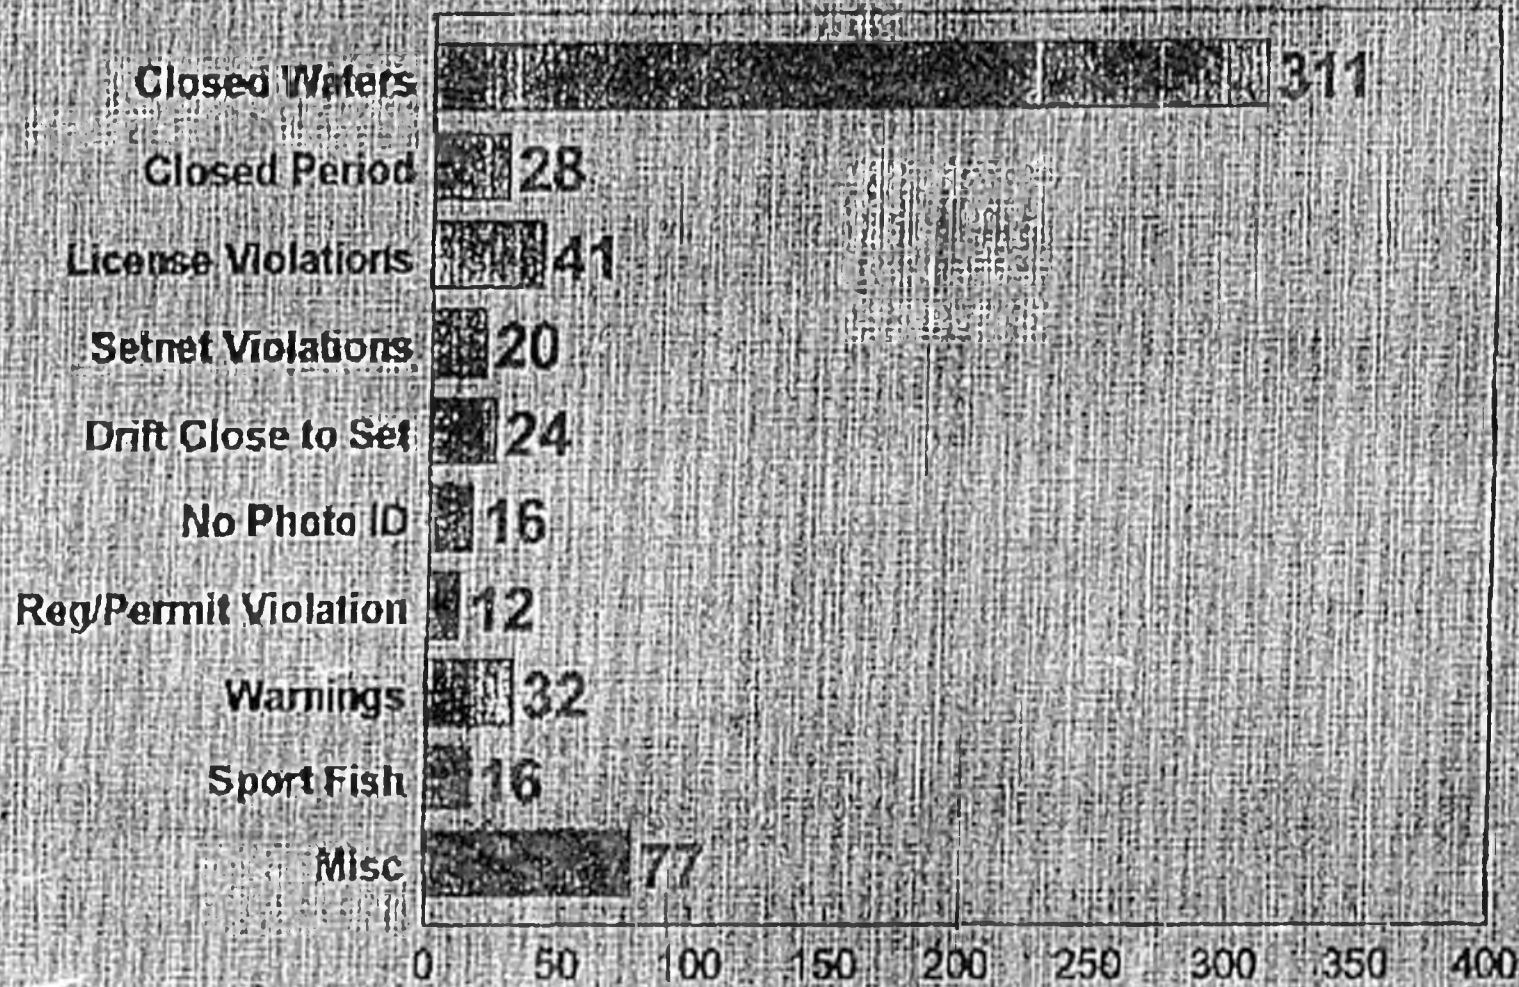 Closed Waters 311
Closed Period 28
License Violations 41
Setnet Violations 20
Drift Close to Set 24
No Photo ID 16
Reg/Permit Violation 12
Warnings 32
Sport Fish 16
Misc 77
0 50 100 150 200 250 300 350 400